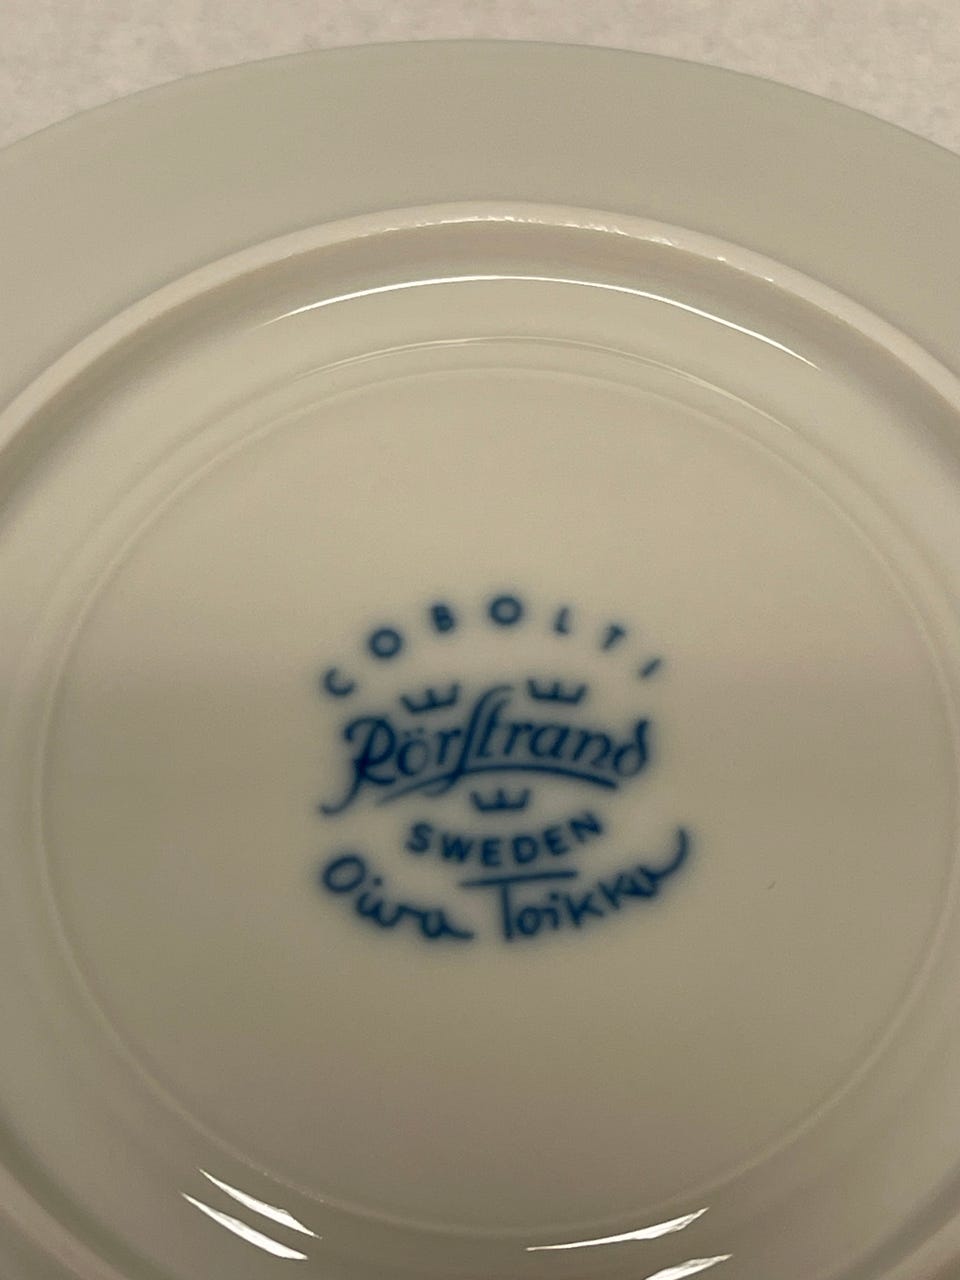 COBOLTI
Rörstrand
SWEDEN
Oiva Toikka